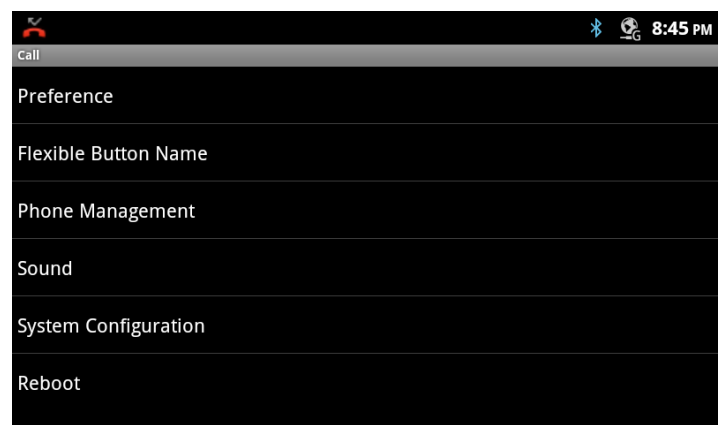 G 8:45 PM
Call
Preference
Flexible Button Name
Phone Management
Sound
System Configuration
Reboot